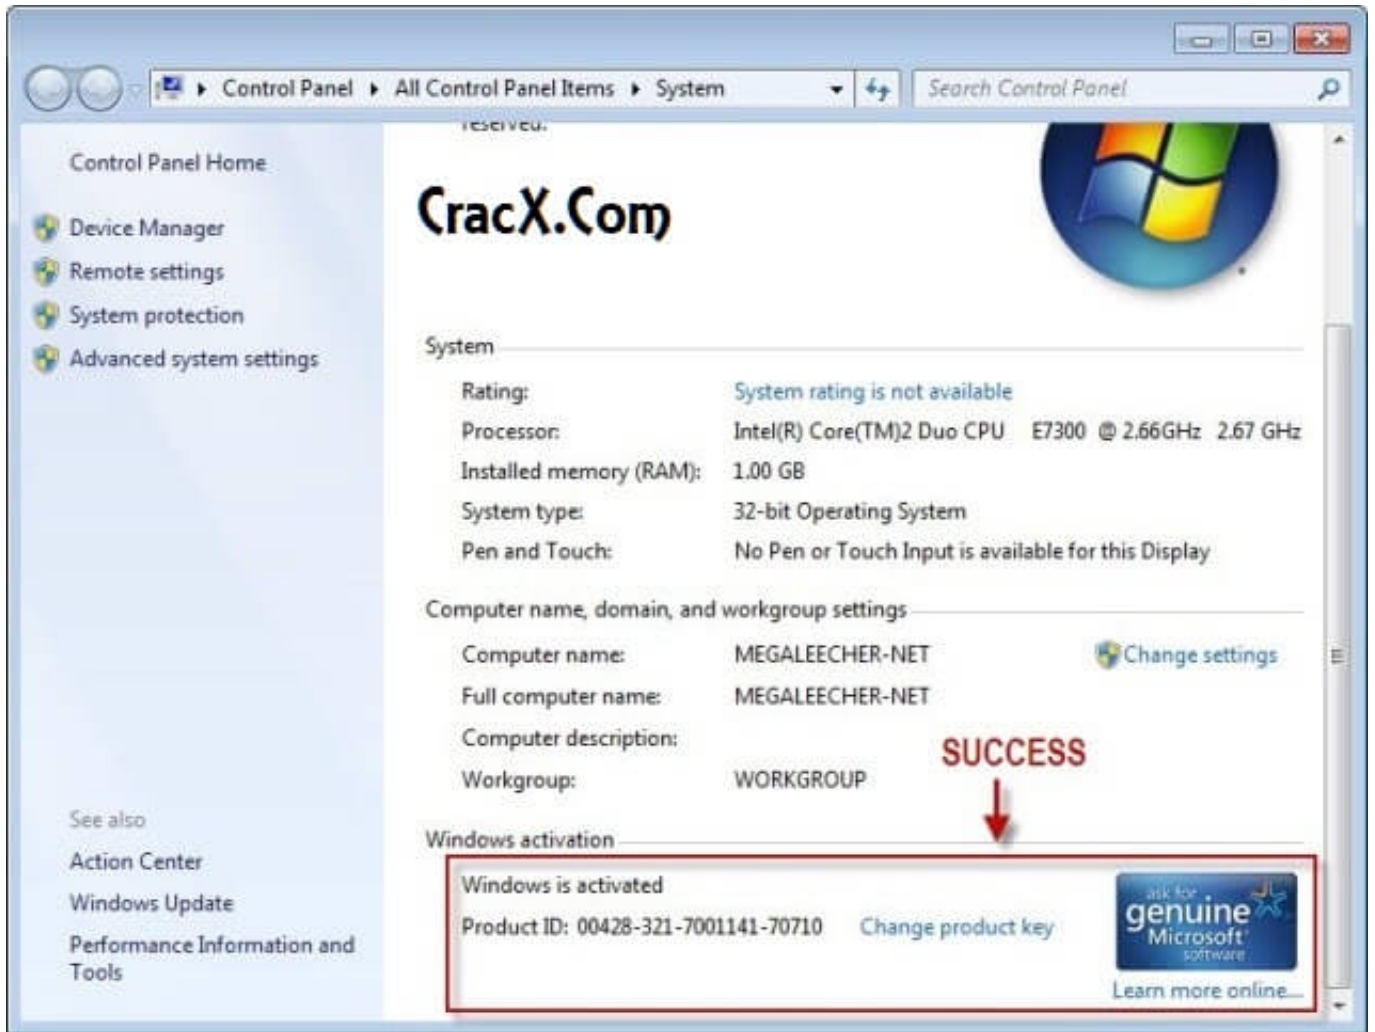 Control Panel ▸ All Control Panel Items ▸ System
Search Control Panel
reserved.
Control Panel Home
CracX.Com
Device Manager
Remote settings
System protection
Advanced system settings
System
Rating: System rating is not available
Processor: Intel(R) Core(TM)2 Duo CPU E7300 @ 2.66GHz 2.67 GHz
Installed memory (RAM): 1.00 GB
System type: 32-bit Operating System
Pen and Touch: No Pen or Touch Input is available for this Display
Computer name, domain, and workgroup settings
Computer name: MEGALEECHER-NET
Change settings
Full computer name: MEGALEECHER-NET
Computer description:
Workgroup: WORKGROUP
SUCCESS
Windows activation
Windows is activated
Product ID: 00428-321-7001141-70710 Change product key
ask for
genuine
Microsoft
software
Learn more online...
See also
Action Center
Windows Update
Performance Information and
Tools